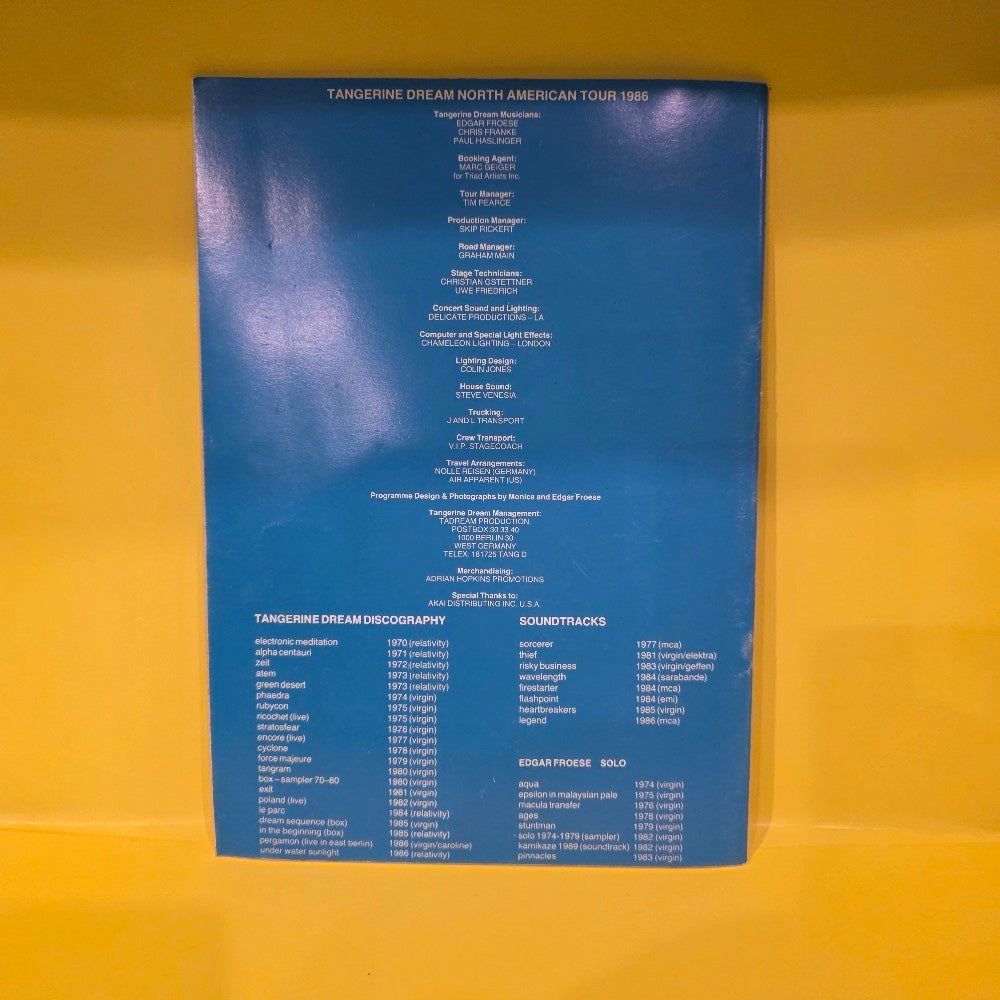 TANGERINE DREAM NORTH AMERICAN TOUR 1986
Tangerine Dream Musicians:
EDGAR FROESE
CHRIS FRANKE
PAUL HASLINGER
Booking Agent:
MARC GEIGER
for Triad Artists Inc.
Tour Manager:
TIM PEARCE
Production Manager:
SKIP RICKERT
Road Manager:
GRAHAM MAIN
Stage Technicians:
CHRISTIAN GSTETTNER
UWE FRIEDRICH
Concert Sound and Lighting:
DELICATE PRODUCTIONS – LA
Computer and Special Light Effects:
CHAMELEON LIGHTING – LONDON
Lighting Design:
COLIN JONES
House Sound:
STEVE VENESIA
Trucking:
J AND L TRANSPORT
Crew Transport:
V.I.P. STAGECOACH
Travel Arrangements:
NOLLE REISEN (GERMANY)
AIR APPARENT (US)
Programme Design & Photographs by Monica and Edgar Froese
Tangerine Dream Management:
TADREAM PRODUCTION,
POSTBOX 30 33 40
1000 BERLIN 30
WEST GERMANY
TELEX: 181725 TANG D
Merchandising:
ADRIAN HOPKINS PROMOTIONS
Special Thanks to:
AKAI DISTRIBUTING INC. U.S.A.
TANGERINE DREAM DISCOGRAPHY
electronic meditation 1970 (relativity)
alpha centauri 1971 (relativity)
zeit 1972 (relativity)
atem 1973 (relativity)
green desert 1973 (relativity)
phaedra 1974 (virgin)
rubycon 1975 (virgin)
ricochet (live) 1975 (virgin)
stratosfear 1976 (virgin)
encore (live) 1977 (virgin)
cyclone 1978 (virgin)
force majeure 1979 (virgin)
tangram 1980 (virgin)
box – sampler 70–80 1980 (virgin)
exit 1981 (virgin)
poland (live) 1982 (virgin)
le parc 1984 (relativity)
dream sequence (box) 1985 (virgin)
in the beginning (box) 1985 (relativity)
pergamon (live in east berlin) 1986 (virgin/caroline)
under water sunlight 1986 (relativity)
SOUNDTRACKS
sorcerer 1977 (mca)
thief 1981 (virgin/elektra)
risky business 1983 (virgin/geffen)
wavelength 1984 (sarabande)
firestarter 1984 (mca)
flashpoint 1984 (emi)
heartbreakers 1985 (virgin)
legend 1986 (mca)
EDGAR FROESE SOLO
aqua 1974 (virgin)
epsilon in malaysian pale 1975 (virgin)
macula transfer 1976 (virgin)
ages 1978 (virgin)
stuntman 1979 (virgin)
solo 1974-1979 (sampler) 1982 (virgin)
kamikaze 1989 (soundtrack) 1982 (virgin)
pinnacles 1983 (virgin)